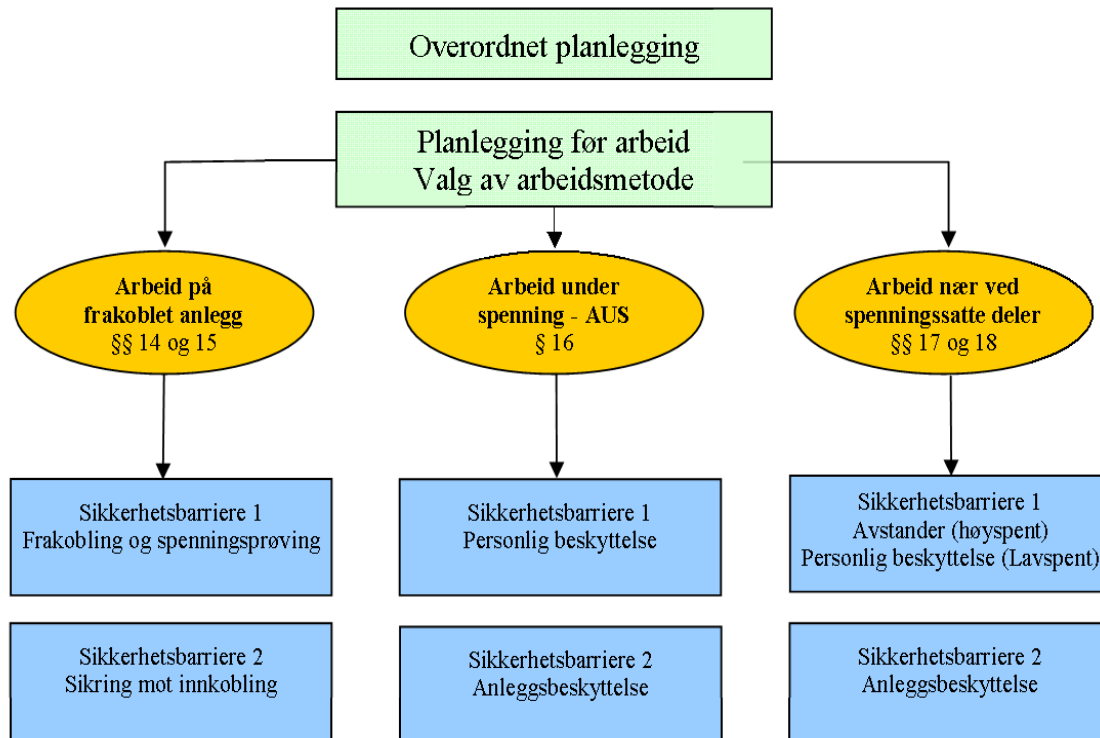 Overordnet planlegging
Planlegging før arbeid
Valg av arbeidsmetode
Arbeid på
frakoblet anlegg
§§ 14 og 15
Arbeid under
spenning - AUS
§ 16
Arbeid nær ved
spenningssatte deler
§§ 17 og 18
Sikkerhetsbarriere 1
Frakobling og spenningsprøving
Sikkerhetsbarriere 1
Personlig beskyttelse
Sikkerhetsbarriere 1
Avstander (høyspent)
Personlig beskyttelse (Lavspent)
Sikkerhetsbarriere 2
Sikring mot innkobling
Sikkerhetsbarriere 2
Anleggsbeskyttelse
Sikkerhetsbarriere 2
Anleggsbeskyttelse